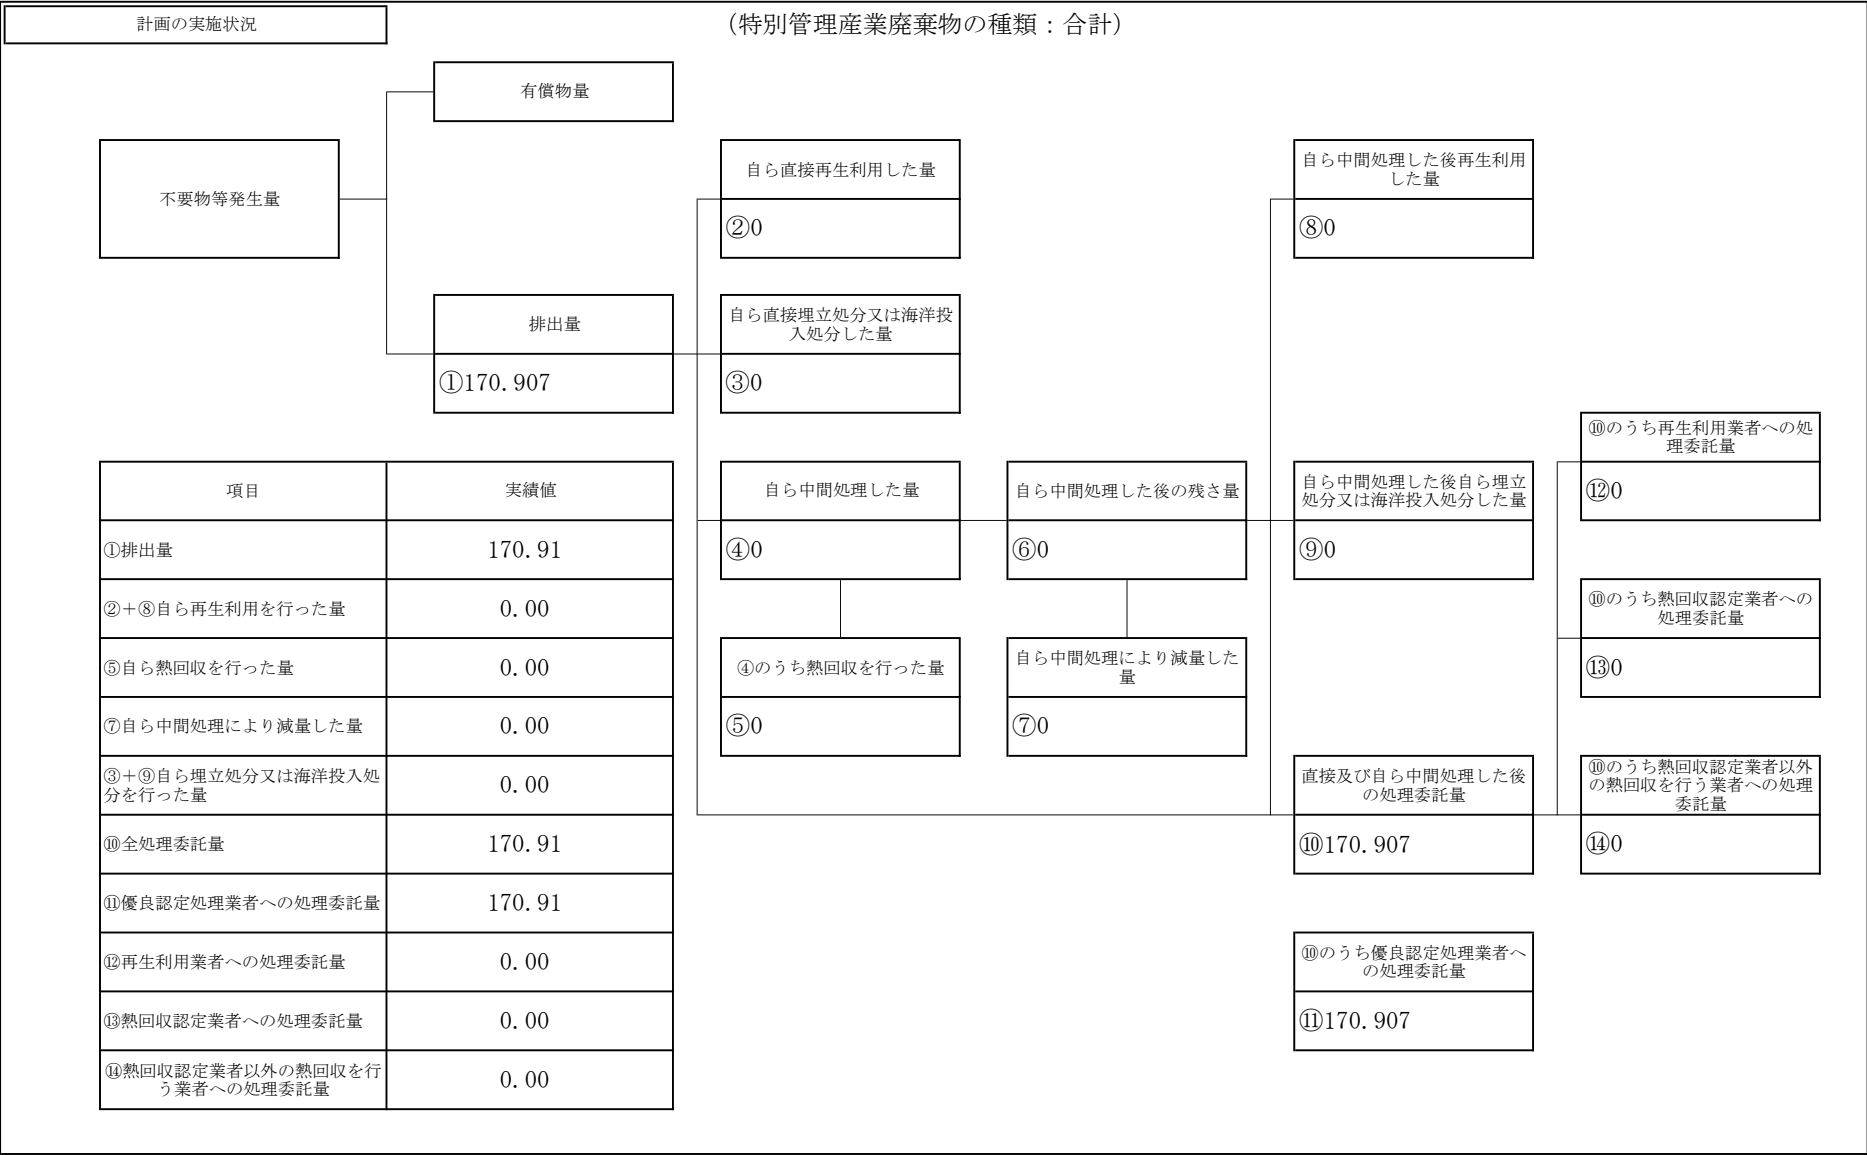 計画の実施状況
（特別管理産業廃棄物の種類：合計）
有償物量
不要物等発生量
自ら直接再生利用した量
②0
自ら中間処理した後再生利用
した量
⑧0
排出量
①170.907
自ら直接埋立処分又は海洋投
入処分した量
③0
項目
実績値
①排出量
170.91
②＋⑧自ら再生利用を行った量
0.00
⑤自ら熱回収を行った量
0.00
⑦自ら中間処理により減量した量
0.00
③＋⑨自ら埋立処分又は海洋投入処
分を行った量
0.00
⑩全処理委託量
170.91
⑪優良認定処理業者への処理委託量
170.91
⑫再生利用業者への処理委託量
0.00
⑬熱回収認定業者への処理委託量
0.00
⑭熱回収認定業者以外の熱回収を行
う業者への処理委託量
0.00
自ら中間処理した量
④0
④のうち熱回収を行った量
⑤0
自ら中間処理した後の残さ量
⑥0
自ら中間処理により減量した
量
⑦0
自ら中間処理した後自ら埋立
処分又は海洋投入処分した量
⑨0
直接及び自ら中間処理した後
の処理委託量
⑩170.907
⑩のうち優良認定処理業者へ
の処理委託量
⑪170.907
⑩のうち再生利用業者への処
理委託量
⑫0
⑩のうち熱回収認定業者への
処理委託量
⑬0
⑩のうち熱回収認定業者以外
の熱回収を行う業者への処理
委託量
⑭0